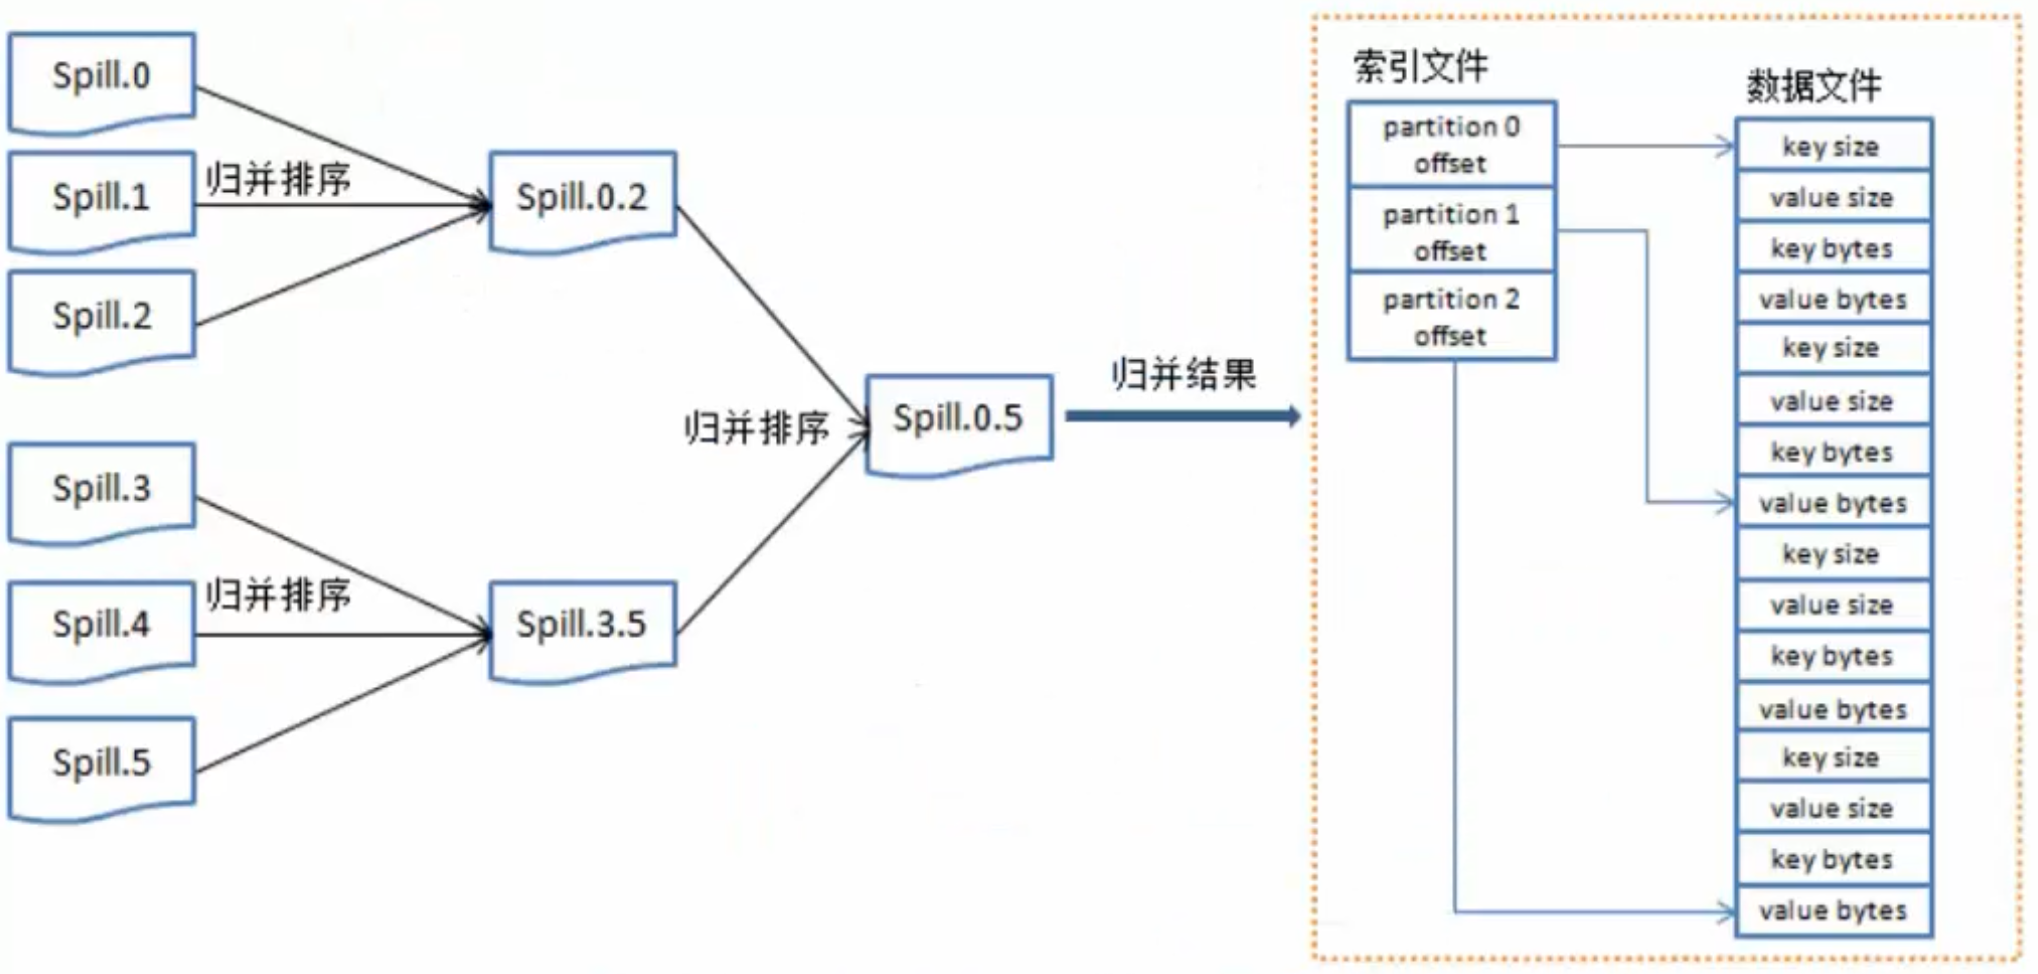 Spill.0
Spill.1
Spill.2
归并排序
Spill.0.2
Spill.3
Spill.4
Spill.5
归并排序
Spill.3.5
归并排序
Spill.0.5
归并结果
索引文件
partition 0
offset
partition 1
offset
partition 2
offset
数据文件
key size
value size
key bytes
value bytes
key size
value size
key bytes
value bytes
key size
value size
key bytes
value bytes
key size
value size
key bytes
value bytes